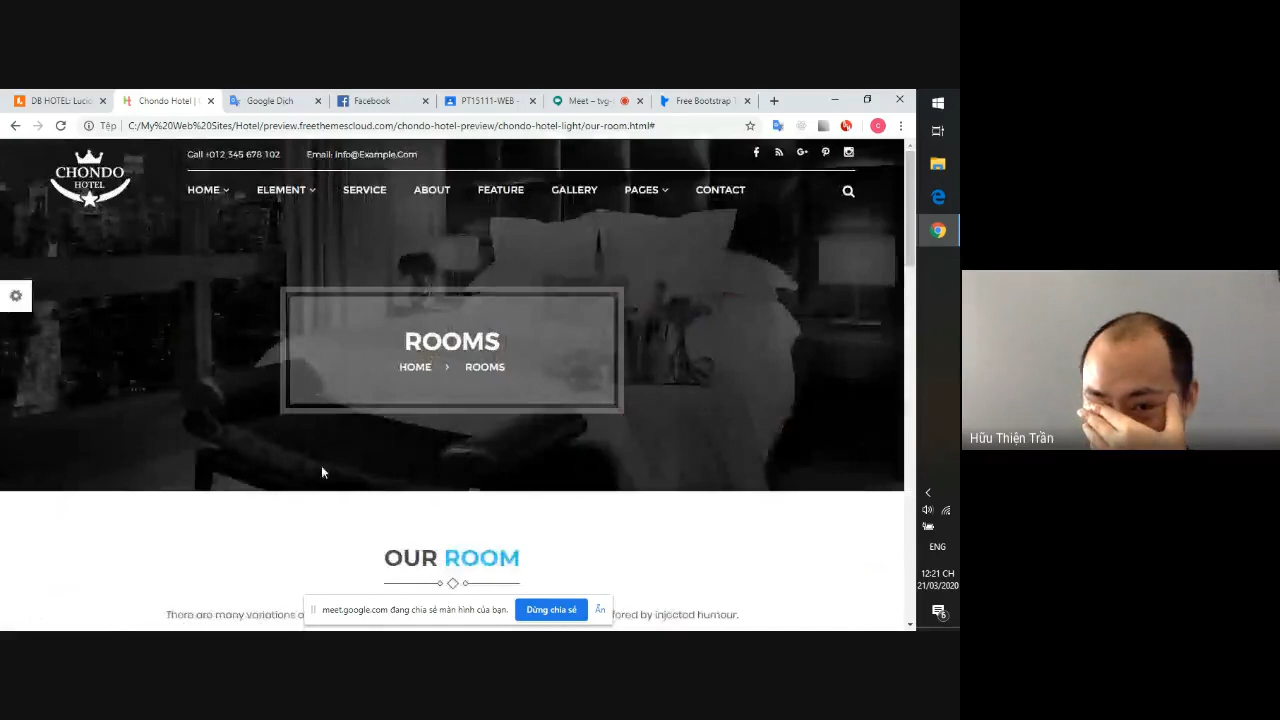 DB HOTEL: Lucid
Chondo Hotel |
Google Dịch
Facebook
PT15111-WEB -
Meet – tvg-
Free Bootstrap
Tệp
C:/My%20Web%20Sites/Hotel/preview.freethemescloud.com/chondo-hotel-preview/chondo-hotel-light/our-room.html#
CHONDO
HOTEL
Call +012 345 678 102
Email: Info@Example.Com
HOME
ELEMENT
SERVICE
ABOUT
FEATURE
GALLERY
PAGES
CONTACT
ROOMS
HOME > ROOMS
OUR ROOM
There are many variations
by injected humour.
meet.google.com đang chia sẻ màn hình của bạn.
Dừng chia sẻ
Ẩn
ENG
12:21 CH
21/03/2020
6
Hữu Thiện Trần